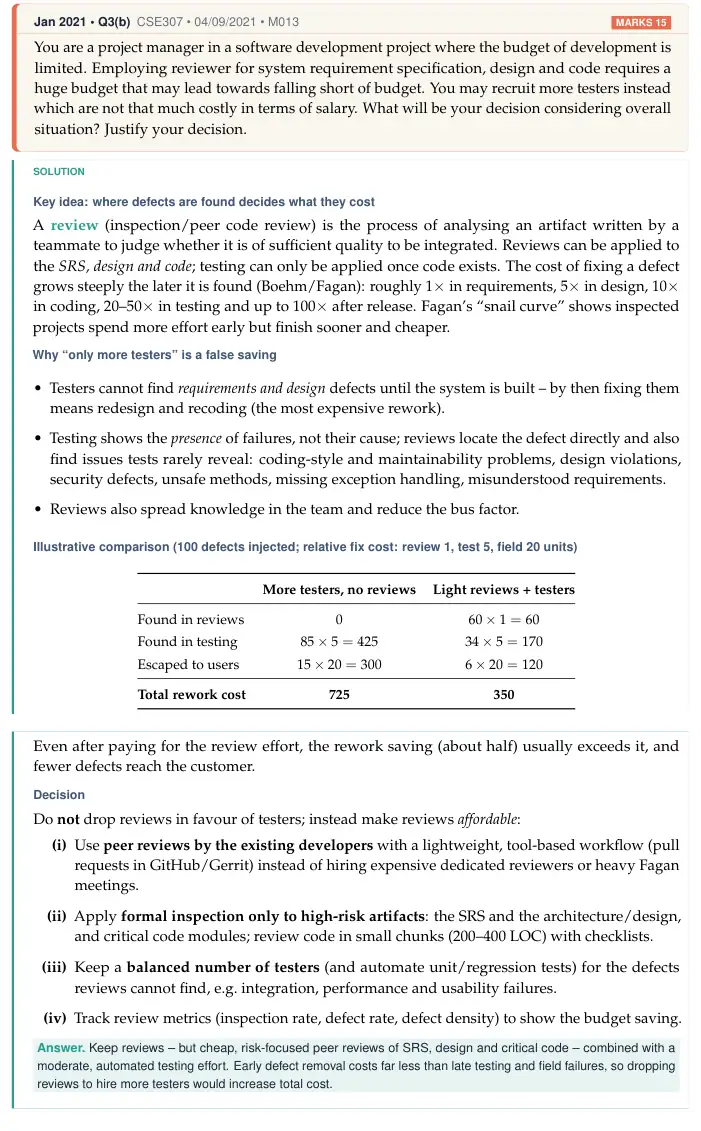 Jan 2021 • Q3(b) CSE307 • 04/09/2021 • M013 MARKS 15
You are a project manager in a software development project where the budget of development is
limited. Employing reviewer for system requirement specification, design and code requires a
huge budget that may lead towards falling short of budget. You may recruit more testers instead
which are not that much costly in terms of salary. What will be your decision considering overall
situation? Justify your decision.
SOLUTION
Key idea: where defects are found decides what they cost
A review (inspection/peer code review) is the process of analysing an artifact written by a
teammate to judge whether it is of sufficient quality to be integrated. Reviews can be applied to
the SRS, design and code; testing can only be applied once code exists. The cost of fixing a defect
grows steeply the later it is found (Boehm/Fagan): roughly 1× in requirements, 5× in design, 10×
in coding, 20–50× in testing and up to 100× after release. Fagan's “snail curve” shows inspected
projects spend more effort early but finish sooner and cheaper.
Why “only more testers” is a false saving
• Testers cannot find requirements and design defects until the system is built – by then fixing them
means redesign and recoding (the most expensive rework).
• Testing shows the presence of failures, not their cause; reviews locate the defect directly and also
find issues tests rarely reveal: coding-style and maintainability problems, design violations,
security defects, unsafe methods, missing exception handling, misunderstood requirements.
• Reviews also spread knowledge in the team and reduce the bus factor.
Illustrative comparison (100 defects injected; relative fix cost: review 1, test 5, field 20 units)
More testers, no reviews Light reviews + testers
Found in reviews 0 60 × 1 = 60
Found in testing 85 × 5 = 425 34 × 5 = 170
Escaped to users 15 × 20 = 300 6 × 20 = 120
Total rework cost 725 350
Even after paying for the review effort, the rework saving (about half) usually exceeds it, and
fewer defects reach the customer.
Decision
Do not drop reviews in favour of testers; instead make reviews affordable:
(i) Use peer reviews by the existing developers with a lightweight, tool-based workflow (pull
requests in GitHub/Gerrit) instead of hiring expensive dedicated reviewers or heavy Fagan
meetings.
(ii) Apply formal inspection only to high-risk artifacts: the SRS and the architecture/design,
and critical code modules; review code in small chunks (200–400 LOC) with checklists.
(iii) Keep a balanced number of testers (and automate unit/regression tests) for the defects
reviews cannot find, e.g. integration, performance and usability failures.
(iv) Track review metrics (inspection rate, defect rate, defect density) to show the budget saving.
Answer. Keep reviews – but cheap, risk-focused peer reviews of SRS, design and critical code – combined with a
moderate, automated testing effort. Early defect removal costs far less than late testing and field failures, so dropping
reviews to hire more testers would increase total cost.